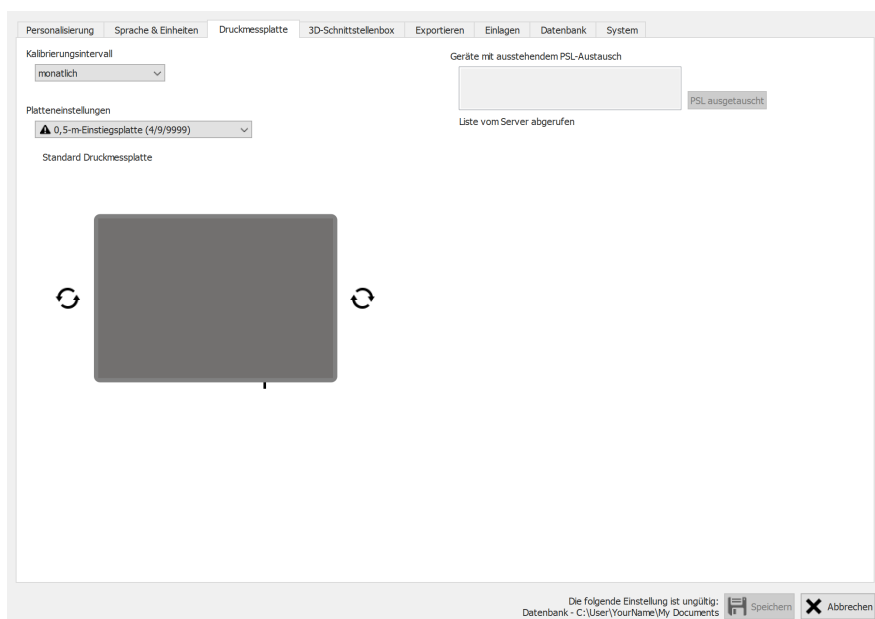 Personalisierung Sprache & Einheiten Druckmessplatte 3D-Schnittstellenbox Exportieren Einlagen Datenbank System
Kalibrierungsintervall
monatlich
Platteneinstellungen
0,5-m-Einstiegsplatte (4/9/9999)
Standard Druckmessplatte
Geräte mit ausstehendem PSL-Austausch
PSL ausgetauscht
Liste vom Server abgerufen
Die folgende Einstellung ist ungültig:
Datenbank - C:\User\YourName\My Documents
Speichern
Abbrechen